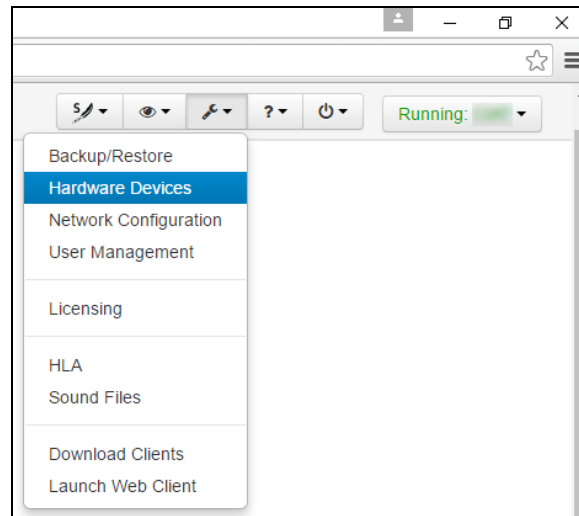 S
?
Running:
Backup/Restore
Hardware Devices
Network Configuration
User Management
Licensing
HLA
Sound Files
Download Clients
Launch Web Client